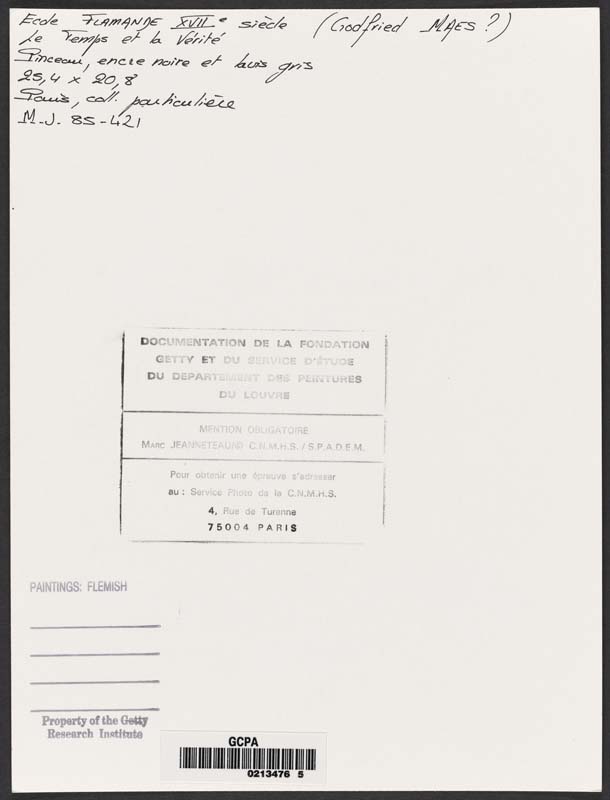 Ecole FLAMANDE XVIIe siècle (Godfried MAES?)
Le Temps et la Vérité
Pinceau, encre noire et lavis gris
25,4 x 20,8
Paris, coll. particulière
M.J. 85-421
DOCUMENTATION DE LA FONDATION
GETTY ET DU SERVICE D'ÉTUDE
DU DEPARTEMENT DES PEINTURES
DU LOUVRE
MENTION OBLIGATOIRE
MARC JEANNETEAU© C.N.M.H.S. / S.P.A.D.E.M.
Pour obtenir une épreuve s'adresser
au : Service Photo de la C.N.M.H.S.
4, Rue de Turenne
75004 PARIS
PAINTINGS: FLEMISH
Property of the Getty
Research Institute
GCPA
0213476 5